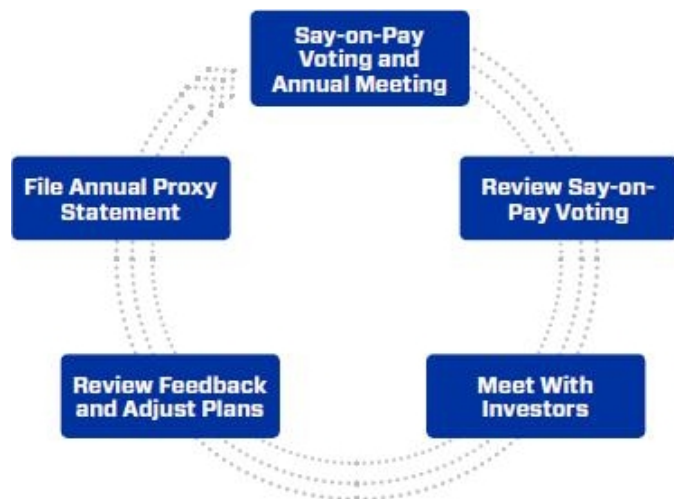 Say-on-Pay
Voting and
Annual Meeting
Review Say-on-
Pay Voting
Meet With
Investors
Review Feedback
and Adjust Plans
File Annual Proxy
Statement